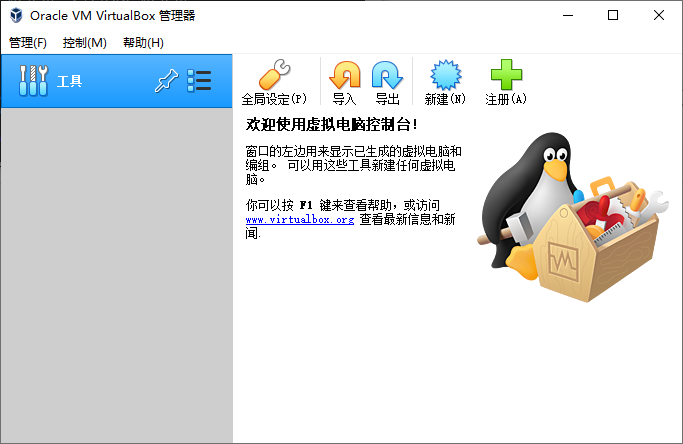 Oracle VM VirtualBox 管理器
管理(F) 控制(M) 帮助(H)
工具
全局设定(P) 导入 导出 新建(N) 注册(A)
欢迎使用虚拟电脑控制台!
窗口的左边用来显示已生成的虚拟电脑和
编组。 可以用这些工具新建任何虚拟电
脑。
你可以按 F1 键来查看帮助，或访问
www.virtualbox.org 查看最新信息和新
闻.